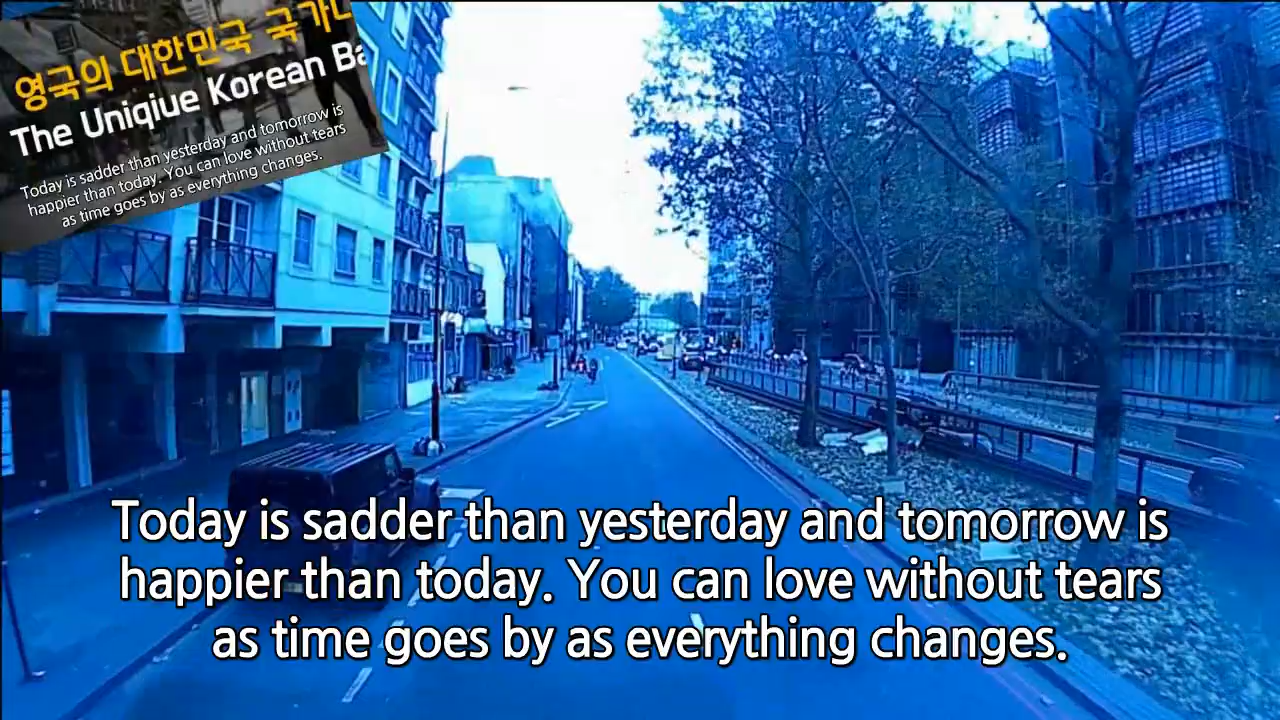 영국의 대한민국 국가
The Uniqiue Korean
Today is sadder than yesterday and tomorrow is
happier than today. You can love without tears
as time goes by as everything changes.
Today is sadder than yesterday and tomorrow is
happier than today. You can love without tears
as time goes by as everything changes.